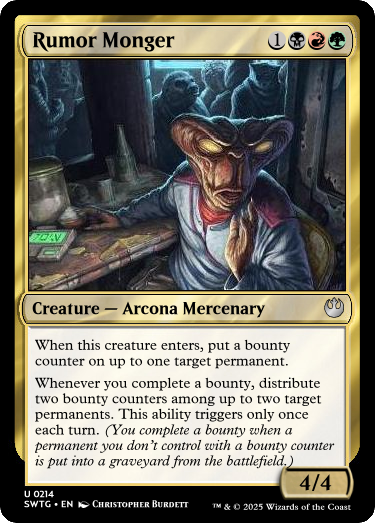 Rumor Monger 1
Creature — Arcona Mercenary
When this creature enters, put a bounty
counter on up to one target permanent.
Whenever you complete a bounty, distribute
two bounty counters among up to two target
permanents. This ability triggers only once
each turn. (You complete a bounty when a
permanent you don't control with a bounty counter
is put into a graveyard from the battlefield.)
4/4
U 0214
SWTG • EN Christopher Burdett
™ & © 2025 Wizards of the Coast